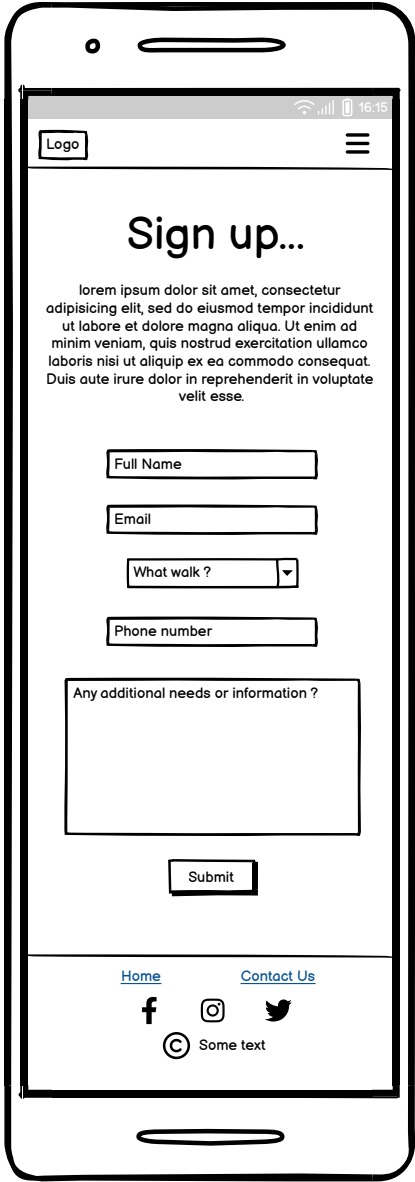 16:15
Logo
Sign up...
lorem ipsum dolor sit amet, consectetur
adipisicing elit, sed do eiusmod tempor incididunt
ut labore et dolore magna aliqua. Ut enim ad
minim veniam, quis nostrud exercitation ullamco
laboris nisi ut aliquip ex ea commodo consequat.
Duis aute irure dolor in reprehenderit in voluptate
velit esse.
Full Name
Email
What walk ?
Phone number
Any additional needs or information ?
Submit
Home Contact Us
© Some text